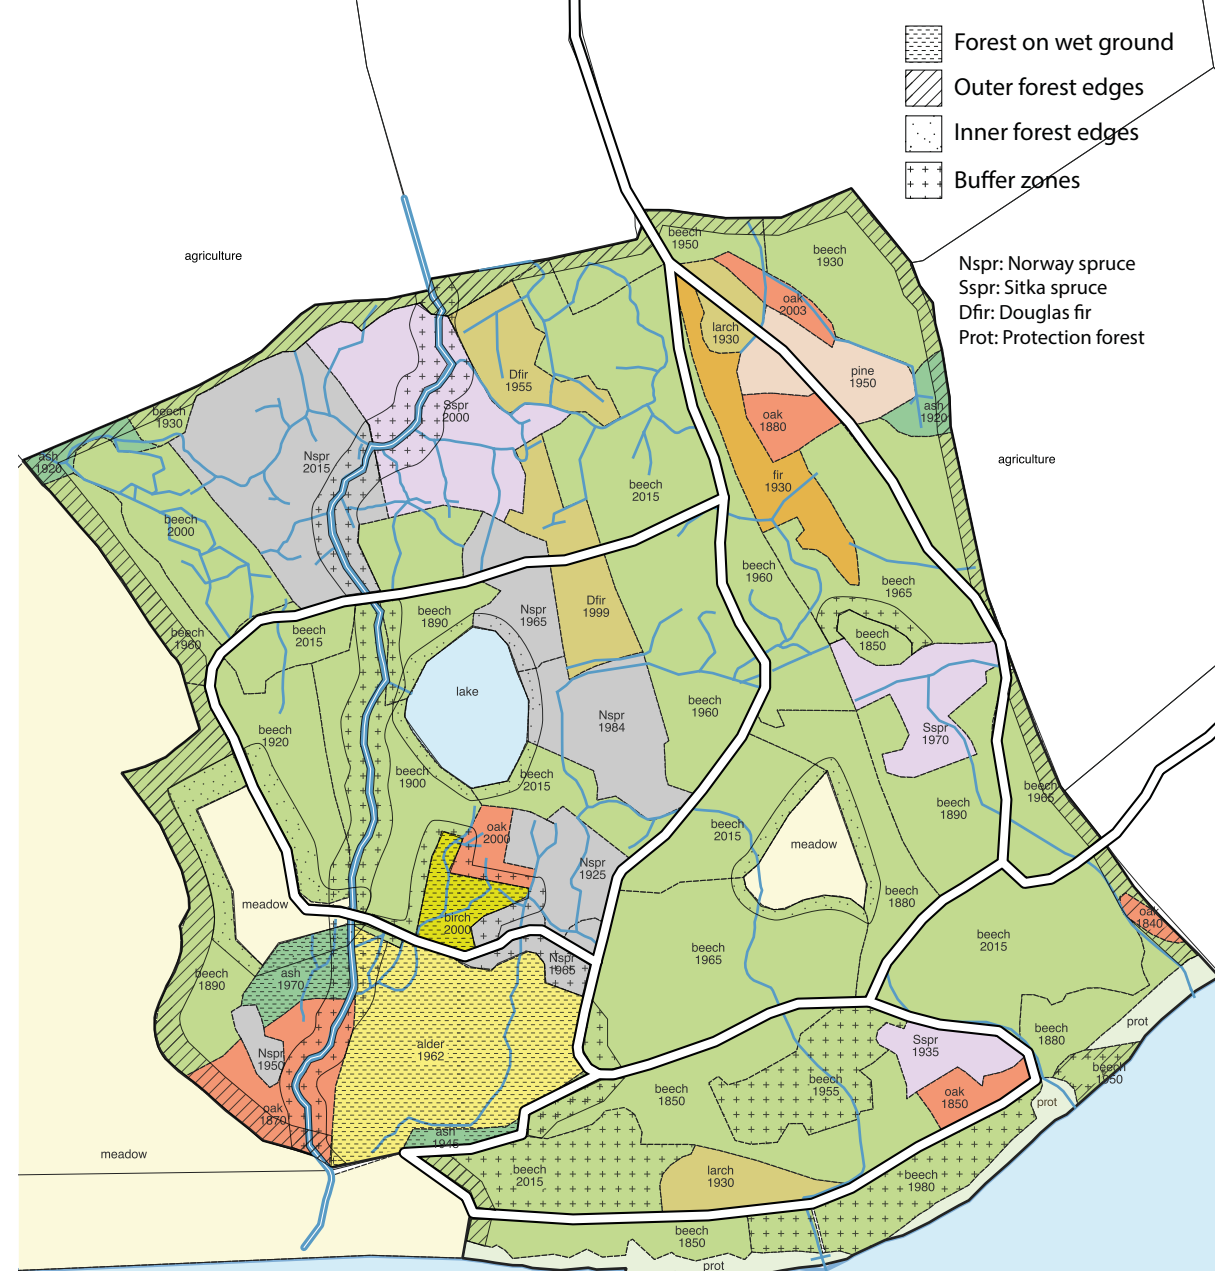 Forest on wet ground
Outer forest edges
Inner forest edges
Buffer zones
Nspr: Norway spruce
Sspr: Sitka spruce
Dfir: Douglas fir
Prot: Protection forest
agriculture
beech
1950
beech
1930
oak
2003
larch
1930
pine
1950
ash
1920
oak
1880
Dfir
1955
Sspr
2000
beech
1930
ash
1920
Nspr
2015
agriculture
fir
1930
beech
2015
beech
2000
beech
1960
beech
1965
beech
1890
Nspr
1965
Dfir
1999
beech
1960
beech
2015
beech
1850
lake
beech
1960
Nspr
1984
beech
1920
Sspr
1970
beech
1900
beech
2015
beech
1965
beech
1890
oak
2000
beech
2015
meadow
Nspr
1925
meadow
beech
1880
birch
2000
oak
1840
beech
2015
beech
1965
Nspr
1965
beech
1890
ash
1970
prot
beech
1880
alder
1962
Sspr
1935
Nspr
1950
beech
1950
beech
1955
beech
1850
oak
1850
prot
oak
1870
ash
1945
meadow
beech
2015
larch
1930
beech
1980
beech
1850
prot